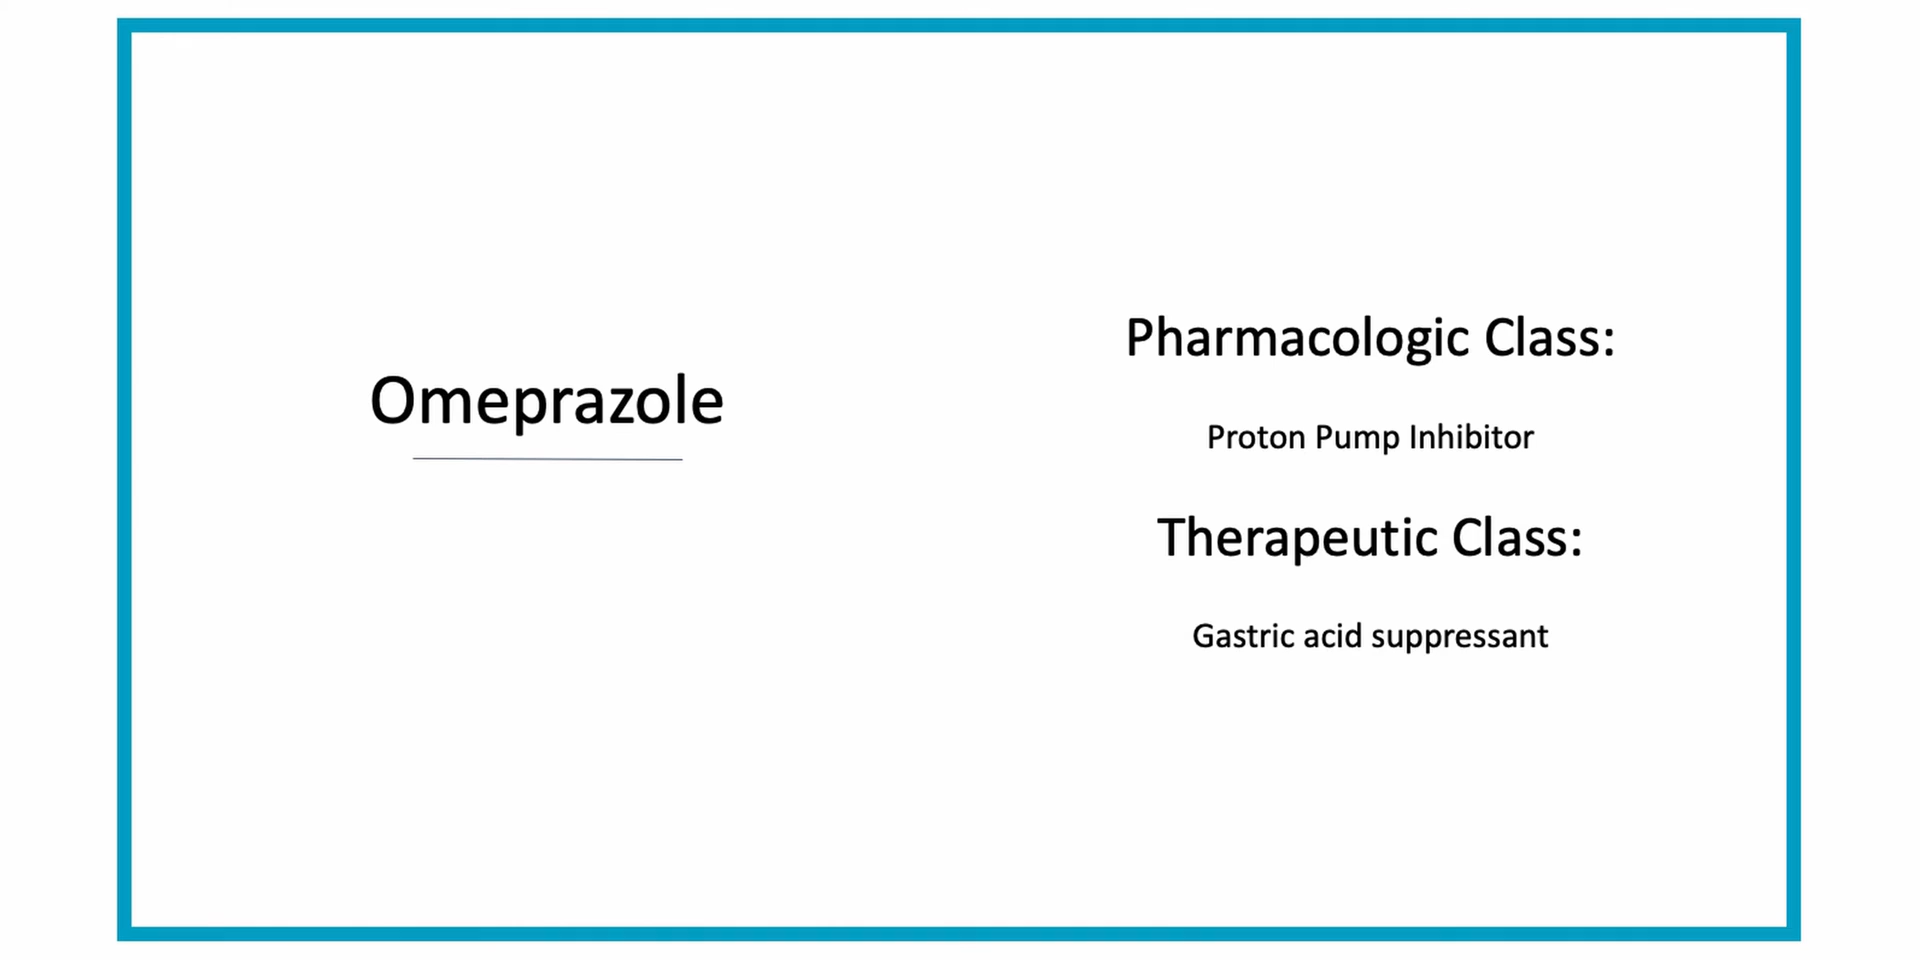 Omeprazole
Pharmacologic Class:
Proton Pump Inhibitor
Therapeutic Class:
Gastric acid suppressant